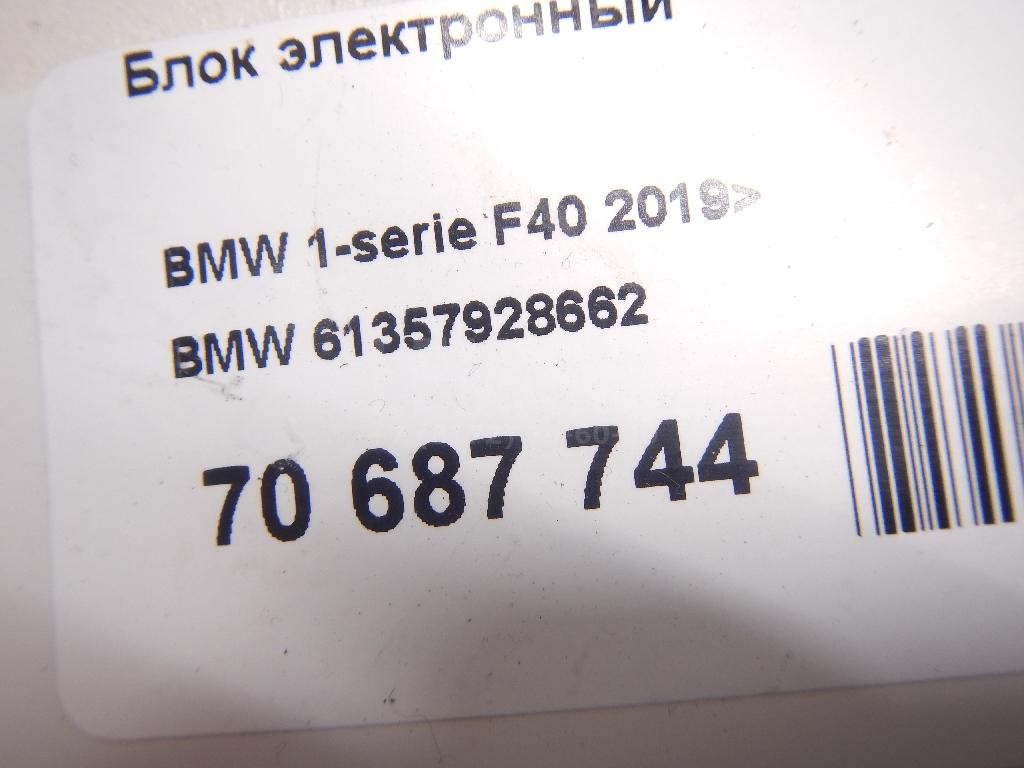 Блок электронный
BMW 1-serie F40 2019>
BMW 61357928662
70 687 744